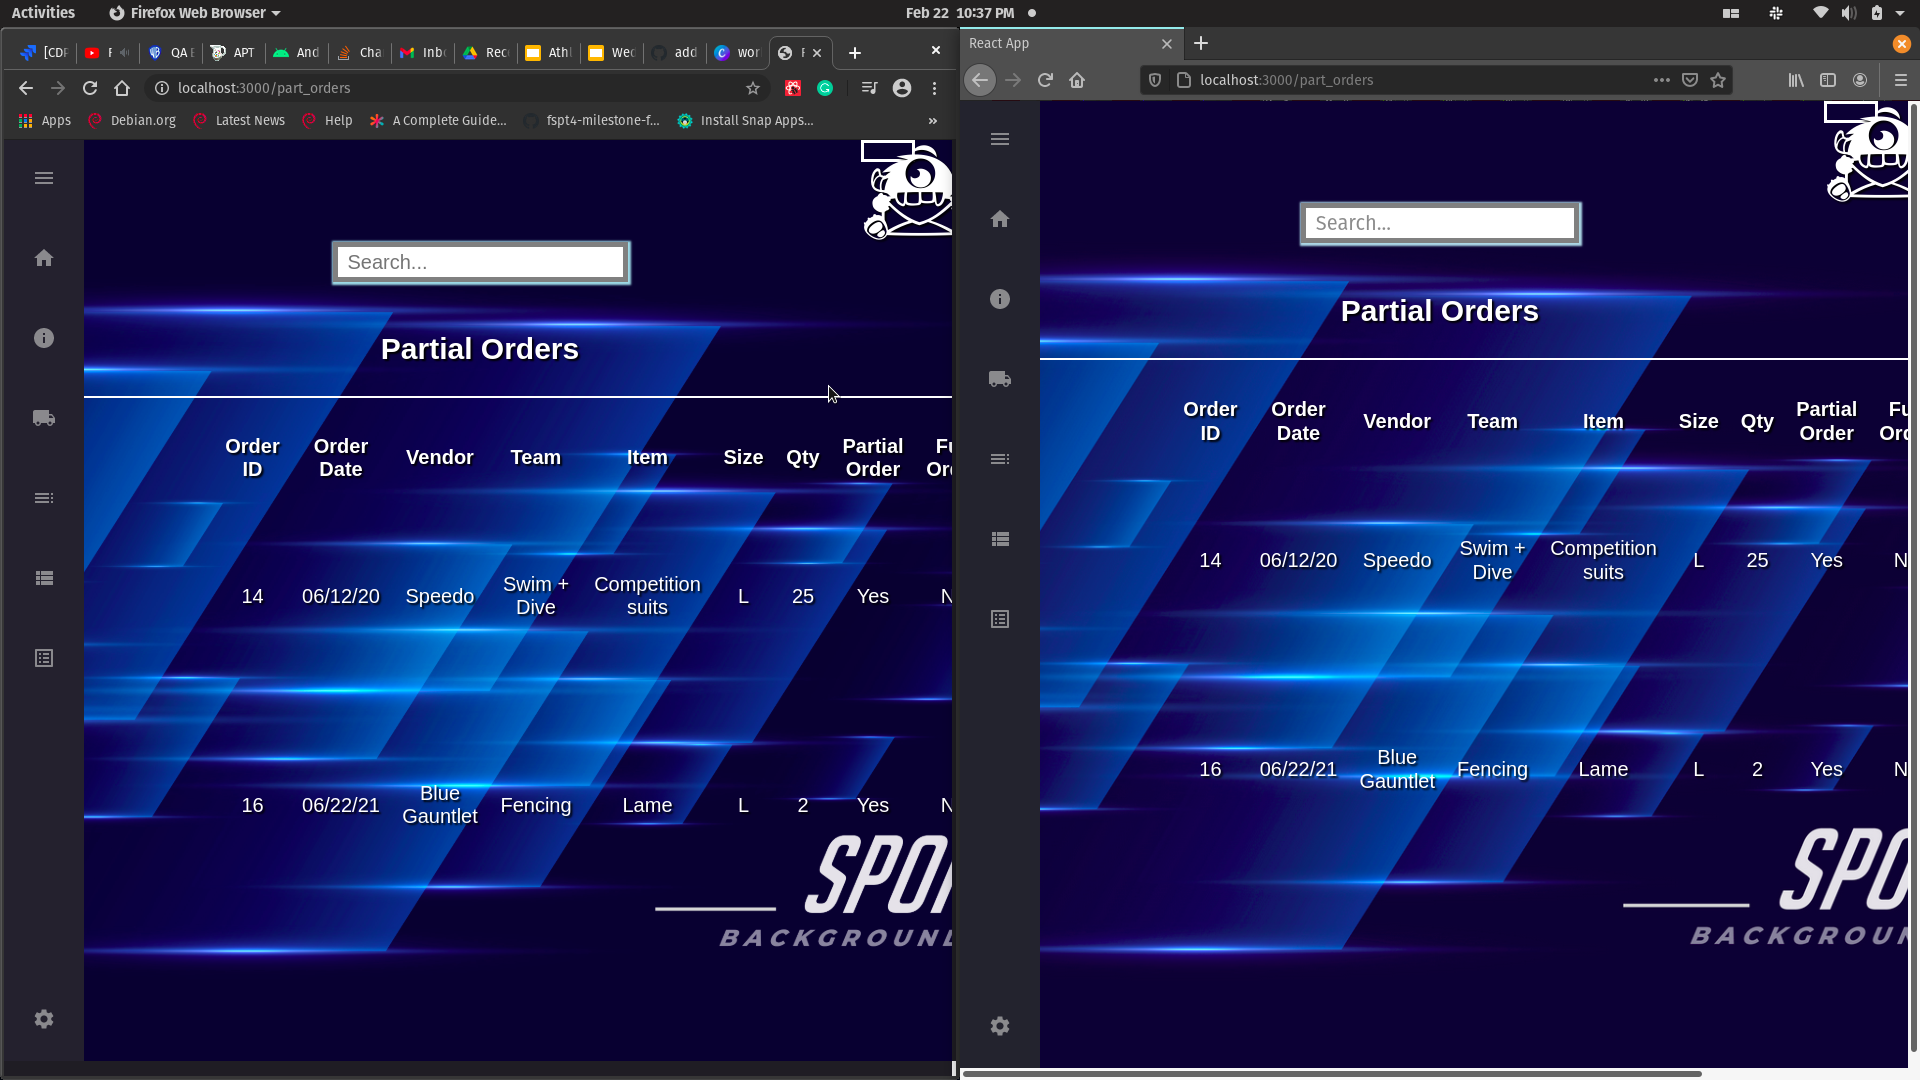 Activities Firefox Web Browser Feb 22 10:37 PM
[CDF F QA E APT And Cha Inb Rec Athl Wee add wor F
localhost:3000/part_orders
Apps Debian.org Latest News Help A Complete Guide... fspt4-milestone-f... Install Snap Apps... »
Search...
Partial Orders
Order ID Order Date Vendor Team Item Size Qty Partial Order Fu Or
14 06/12/20 Speedo Swim + Dive Competition suits L 25 Yes N
16 06/22/21 Blue Gauntlet Fencing Lame L 2 Yes N
SPO
BACKGROUN
React App
localhost:3000/part_orders
Search...
Partial Orders
Order ID Order Date Vendor Team Item Size Qty Partial Order Fu Ord
14 06/12/20 Speedo Swim + Dive Competition suits L 25 Yes N
16 06/22/21 Blue Gauntlet Fencing Lame L 2 Yes N
SPO
BACKGROUN